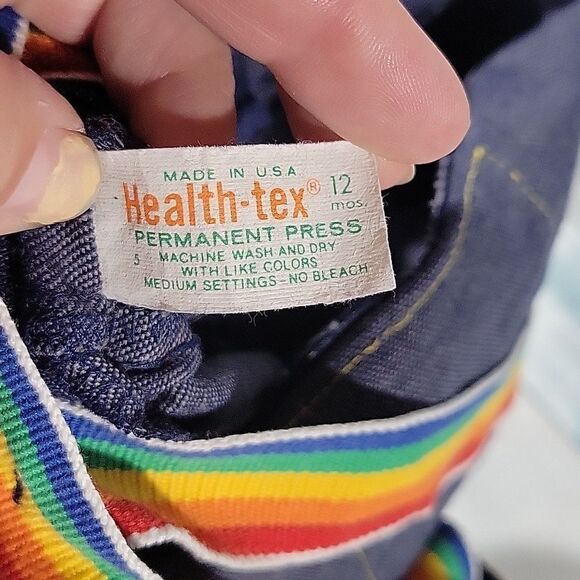 MADE IN U.S.A
Health-tex® 12 mos.
PERMANENT PRESS
5 MACHINE WASH AND DRY
WITH LIKE COLORS
MEDIUM SETTINGS - NO BLEACH